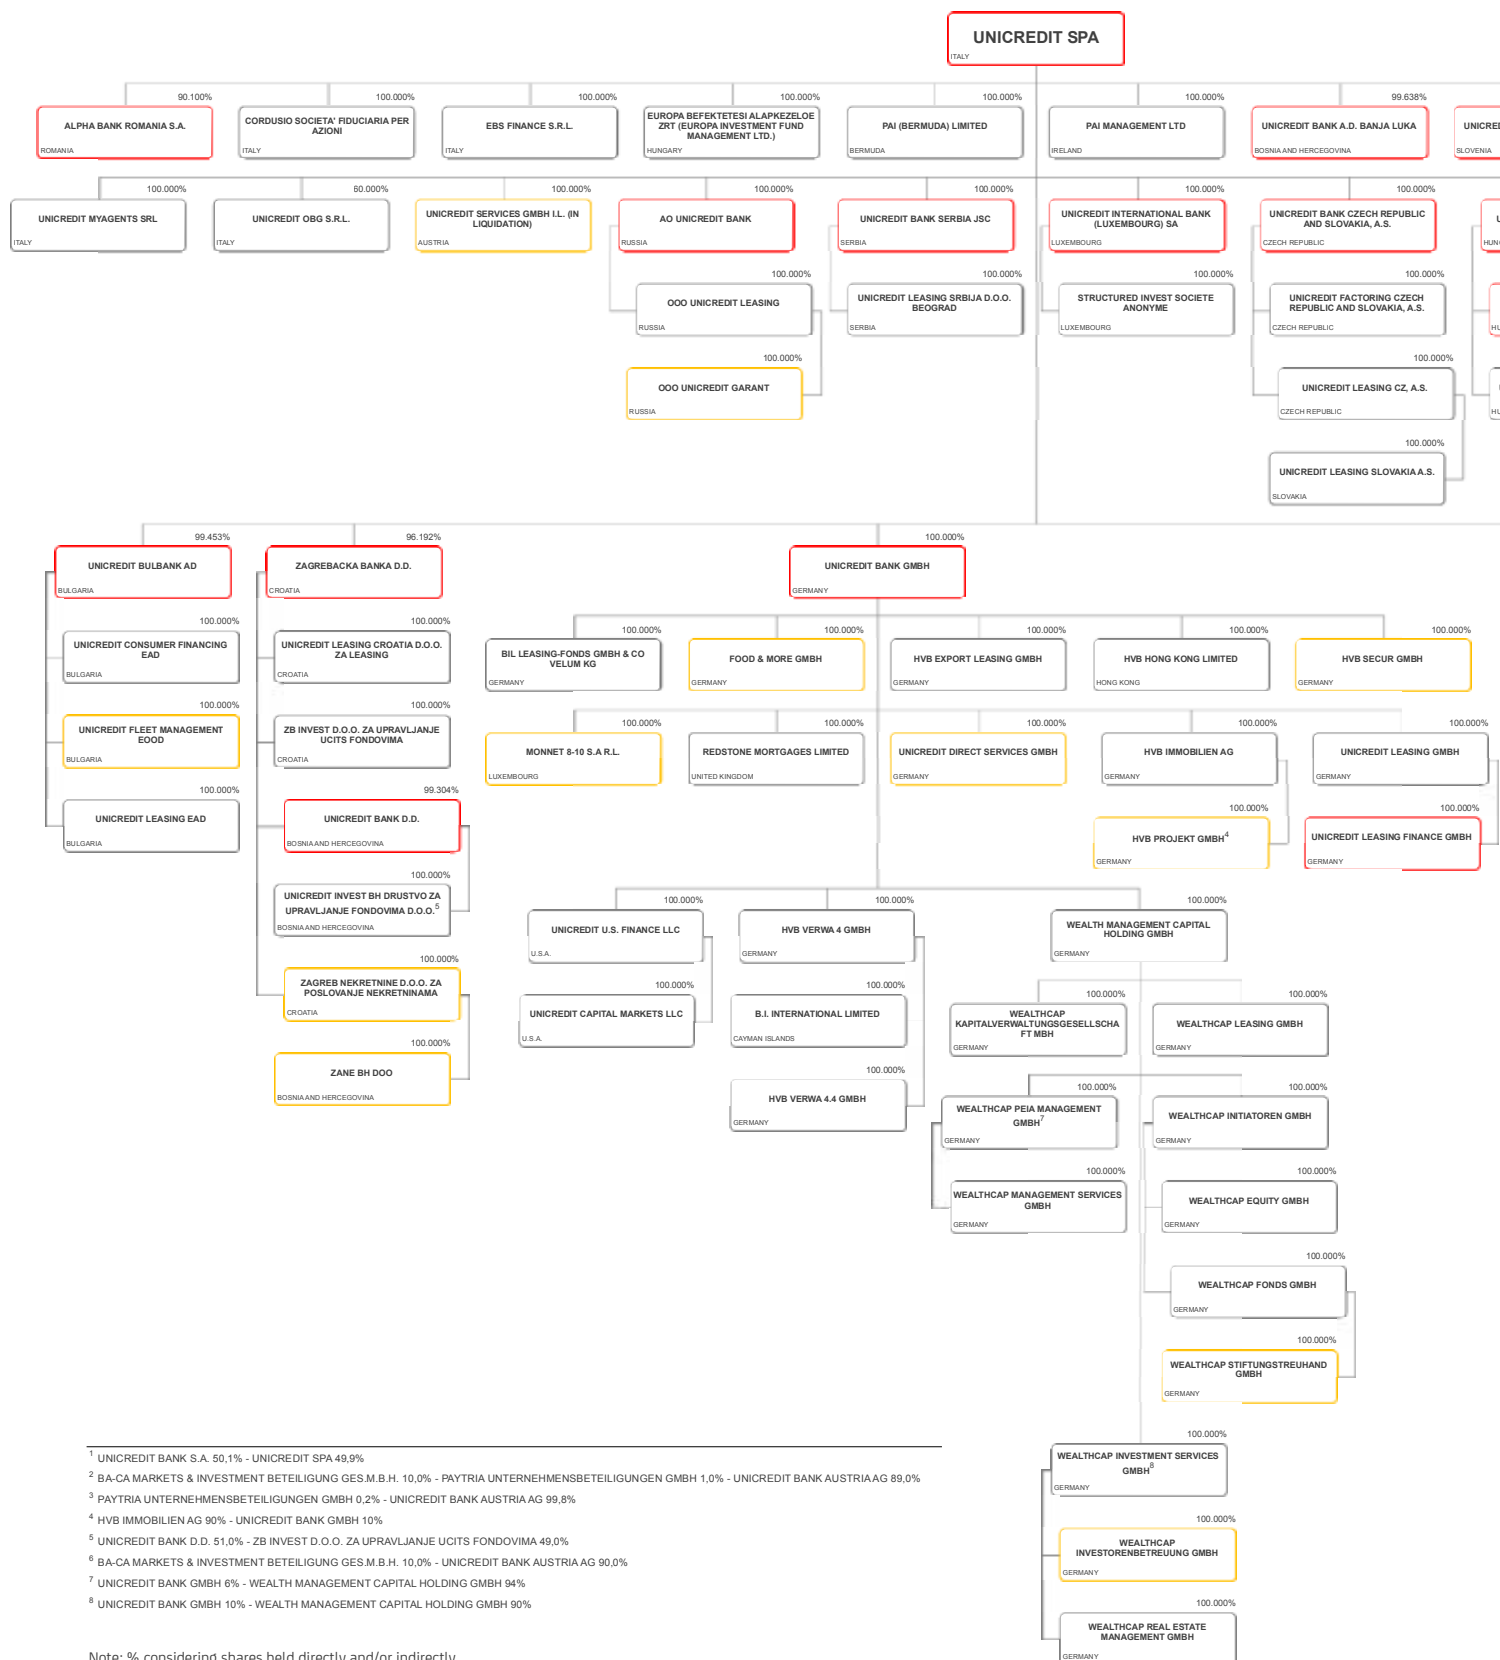 UNICREDIT SPA
ITALY
90.100%
ALPHA BANK ROMANIA S.A.
ROMANIA
100.000%
CORDUSIO SOCIETA' FIDUCIARIA PER
AZIONI
ITALY
100.000%
EBS FINANCE S.R.L.
ITALY
100.000%
EUROPA BEFEKTETESI ALAPKEZELOE
ZRT (EUROPA INVESTMENT FUND
MANAGEMENT LTD.)
HUNGARY
100.000%
PAI (BERMUDA) LIMITED
BERMUDA
100.000%
PAI MANAGEMENT LTD
IRELAND
99.638%
UNICREDIT BANK A.D. BANJA LUKA
BOSNIA AND HERCEGOVINA
SLOVENIA
100.000%
UNICREDIT MYAGENTS SRL
ITALY
60.000%
UNICREDIT OBG S.R.L.
ITALY
100.000%
UNICREDIT SERVICES GMBH I.L. (IN
LIQUIDATION)
AUSTRIA
100.000%
AO UNICREDIT BANK
RUSSIA
100.000%
UNICREDIT BANK SERBIA JSC
SERBIA
100.000%
UNICREDIT INTERNATIONAL BANK
(LUXEMBOURG) SA
LUXEMBOURG
100.000%
UNICREDIT BANK CZECH REPUBLIC
AND SLOVAKIA, A.S.
CZECH REPUBLIC
100.000%
OOO UNICREDIT LEASING
RUSSIA
100.000%
UNICREDIT LEASING SRBIJA D.O.O.
BEOGRAD
SERBIA
100.000%
STRUCTURED INVEST SOCIETE
ANONYME
LUXEMBOURG
100.000%
UNICREDIT FACTORING CZECH
REPUBLIC AND SLOVAKIA, A.S.
CZECH REPUBLIC
100.000%
OOO UNICREDIT GARANT
RUSSIA
100.000%
UNICREDIT LEASING CZ, A.S.
CZECH REPUBLIC
100.000%
UNICREDIT LEASING SLOVAKIA A.S.
SLOVAKIA
99.453%
UNICREDIT BULBANK AD
BULGARIA
96.192%
ZAGREBACKA BANKA D.D.
CROATIA
100.000%
UNICREDIT BANK GMBH
GERMANY
100.000%
UNICREDIT CONSUMER FINANCING
EAD
BULGARIA
100.000%
UNICREDIT LEASING CROATIA D.O.O.
ZA LEASING
CROATIA
100.000%
BIL LEASING-FONDS GMBH & CO
VELUM KG
GERMANY
100.000%
FOOD & MORE GMBH
GERMANY
100.000%
HVB EXPORT LEASING GMBH
GERMANY
100.000%
HVB HONG KONG LIMITED
HONG KONG
100.000%
HVB SECUR GMBH
GERMANY
100.000%
UNICREDIT FLEET MANAGEMENT
EOOD
BULGARIA
100.000%
ZB INVEST D.O.O. ZA UPRAVLJANJE
UCITS FONDOVIMA
CROATIA
100.000%
MONNET 8-10 S.A R.L.
LUXEMBOURG
100.000%
REDSTONE MORTGAGES LIMITED
UNITED KINGDOM
100.000%
UNICREDIT DIRECT SERVICES GMBH
GERMANY
100.000%
HVB IMMOBILIEN AG
GERMANY
100.000%
UNICREDIT LEASING GMBH
GERMANY
100.000%
UNICREDIT LEASING EAD
BULGARIA
99.304%
UNICREDIT BANK D.D.
BOSNIA AND HERCEGOVINA
100.000%
HVB PROJEKT GMBH4
GERMANY
100.000%
UNICREDIT LEASING FINANCE GMBH
GERMANY
100.000%
UNICREDIT INVEST BH DRUSTVO ZA
UPRAVLJANJE FONDOVIMA D.O.O.5
BOSNIA AND HERCEGOVINA
100.000%
UNICREDIT U.S. FINANCE LLC
U.S.A.
100.000%
HVB VERWA 4 GMBH
GERMANY
100.000%
WEALTH MANAGEMENT CAPITAL
HOLDING GMBH
GERMANY
100.000%
ZAGREB NEKRETNINE D.O.O. ZA
POSLOVANJE NEKRETNINAMA
CROATIA
100.000%
UNICREDIT CAPITAL MARKETS LLC
U.S.A.
100.000%
B.I. INTERNATIONAL LIMITED
CAYMAN ISLANDS
100.000%
WEALTHCAP
KAPITALVERWALTUNGSGESELLSCHA
FT MBH
GERMANY
100.000%
WEALTHCAP LEASING GMBH
GERMANY
100.000%
ZANE BH DOO
BOSNIA AND HERCEGOVINA
100.000%
HVB VERWA 4.4 GMBH
GERMANY
100.000%
WEALTHCAP PEIA MANAGEMENT
GMBH7
GERMANY
100.000%
WEALTHCAP INITIATOREN GMBH
GERMANY
100.000%
WEALTHCAP MANAGEMENT SERVICES
GMBH
GERMANY
100.000%
WEALTHCAP EQUITY GMBH
GERMANY
100.000%
WEALTHCAP FONDS GMBH
GERMANY
100.000%
WEALTHCAP STIFTUNGSTREUHAND
GMBH
GERMANY
100.000%
WEALTHCAP INVESTMENT SERVICES
GMBH8
GERMANY
100.000%
WEALTHCAP
INVESTORENBETREUUNG GMBH
GERMANY
100.000%
WEALTHCAP REAL ESTATE
MANAGEMENT GMBH
GERMANY
1 UNICREDIT BANK S.A. 50,1% - UNICREDIT SPA 49,9%
2 BA-CA MARKETS & INVESTMENT BETEILIGUNG GES.M.B.H. 10,0% - PAYTRIA UNTERNEHMENSBETEILIGUNGEN GMBH 1,0% - UNICREDIT BANK AUSTRIA AG 89,0%
3 PAYTRIA UNTERNEHMENSBETEILIGUNGEN GMBH 0,2% - UNICREDIT BANK AUSTRIA AG 99,8%
4 HVB IMMOBILIEN AG 90% - UNICREDIT BANK GMBH 10%
5 UNICREDIT BANK D.D. 51,0% - ZB INVEST D.O.O. ZA UPRAVLJANJE UCITS FONDOVIMA 49,0%
6 BA-CA MARKETS & INVESTMENT BETEILIGUNG GES.M.B.H. 10,0% - UNICREDIT BANK AUSTRIA AG 90,0%
7 UNICREDIT BANK GMBH 6% - WEALTH MANAGEMENT CAPITAL HOLDING GMBH 94%
8 UNICREDIT BANK GMBH 10% - WEALTH MANAGEMENT CAPITAL HOLDING GMBH 90%
Note: % considering shares held directly and/or indirectly